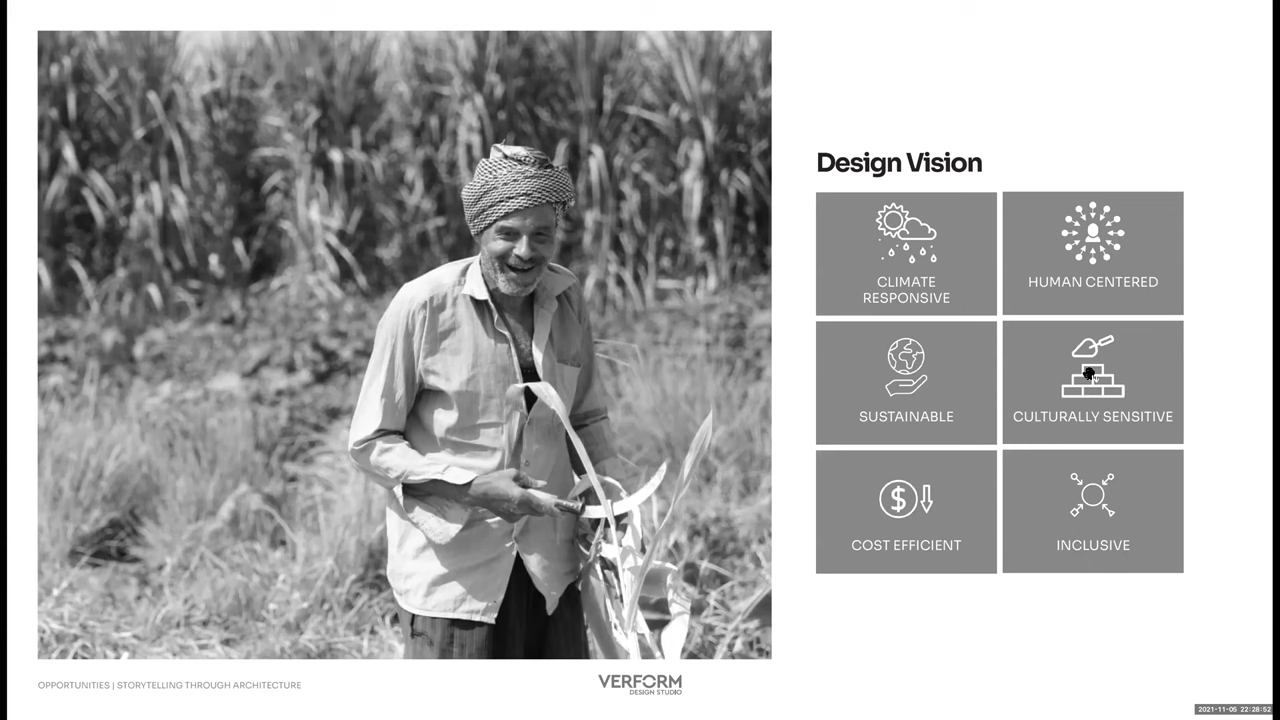 Design Vision
CLIMATE
RESPONSIVE
HUMAN CENTERED
SUSTAINABLE
CULTURALLY SENSITIVE
$
COST EFFICIENT
INCLUSIVE
OPPORTUNITIES | STORYTELLING THROUGH ARCHITECTURE
VERFORM
DESIGN STUDIO
2021-11-05 22:28:52